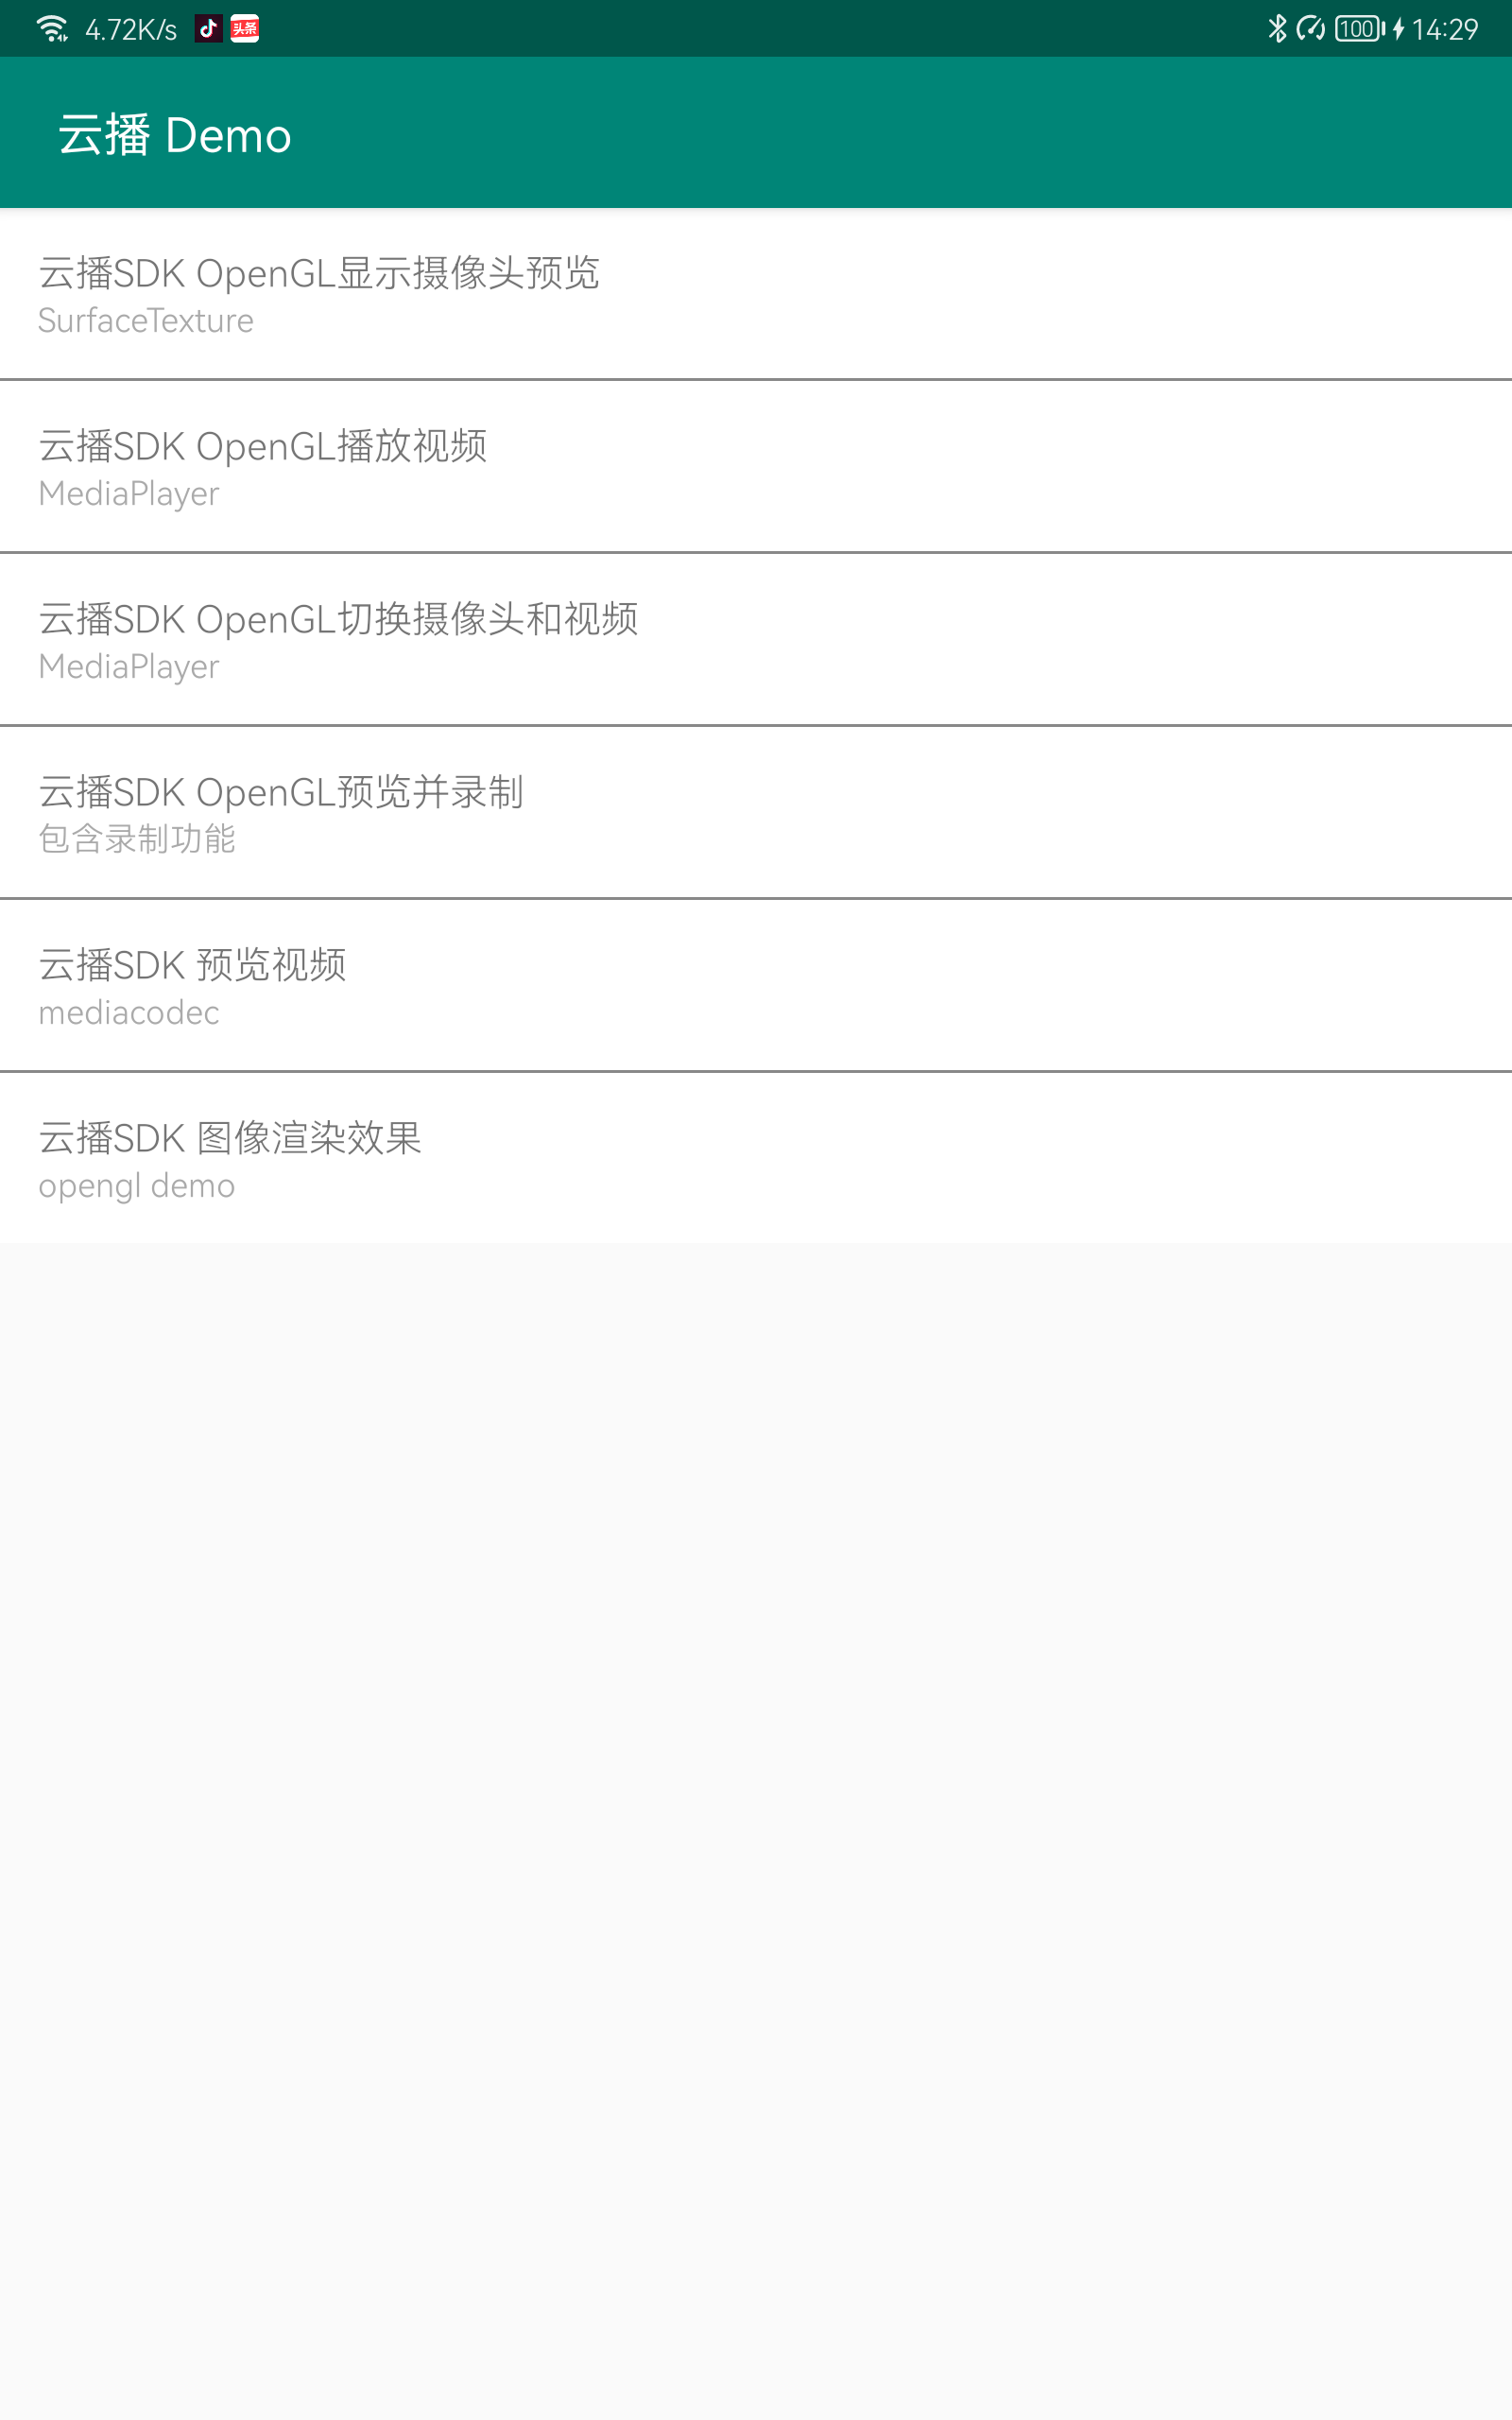 4.72K/s 头条 100 14:29
云播 Demo
云播SDK OpenGL显示摄像头预览
SurfaceTexture
云播SDK OpenGL播放视频
MediaPlayer
云播SDK OpenGL切换摄像头和视频
MediaPlayer
云播SDK OpenGL预览并录制
包含录制功能
云播SDK 预览视频
mediacodec
云播SDK 图像渲染效果
opengl demo